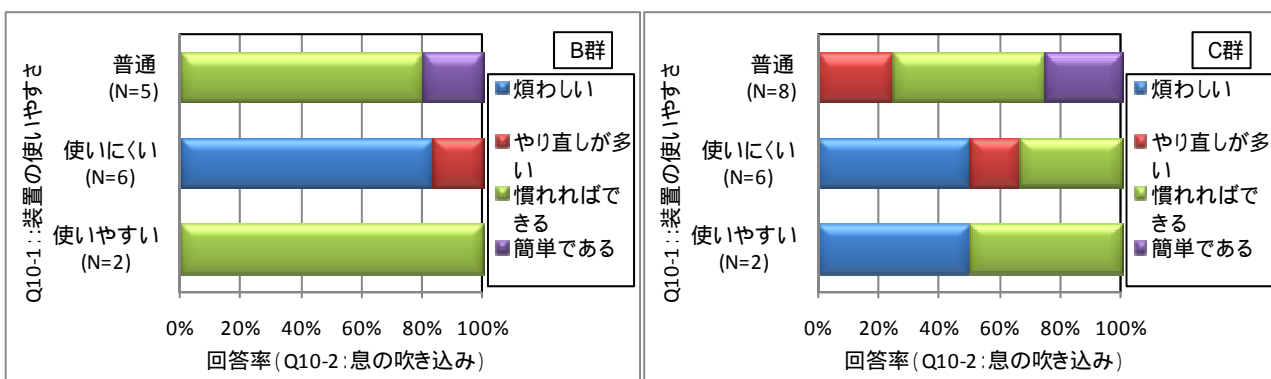 B群
Q10-1::装置の使いやすさ
普通
(N=5)
使いにくい
(N=6)
使いやすい
(N=2)
煩わしい
やり直しが多
い
慣れればで
きる
簡単である
0% 20% 40% 60% 80% 100%
回答率(Q10-2:息の吹き込み)
C群
Q10-1::装置の使いやすさ
普通
(N=8)
使いにくい
(N=6)
使いやすい
(N=2)
煩わしい
やり直しが多
い
慣れればで
きる
簡単である
0% 20% 40% 60% 80% 100%
回答率(Q10-2:息の吹き込み)